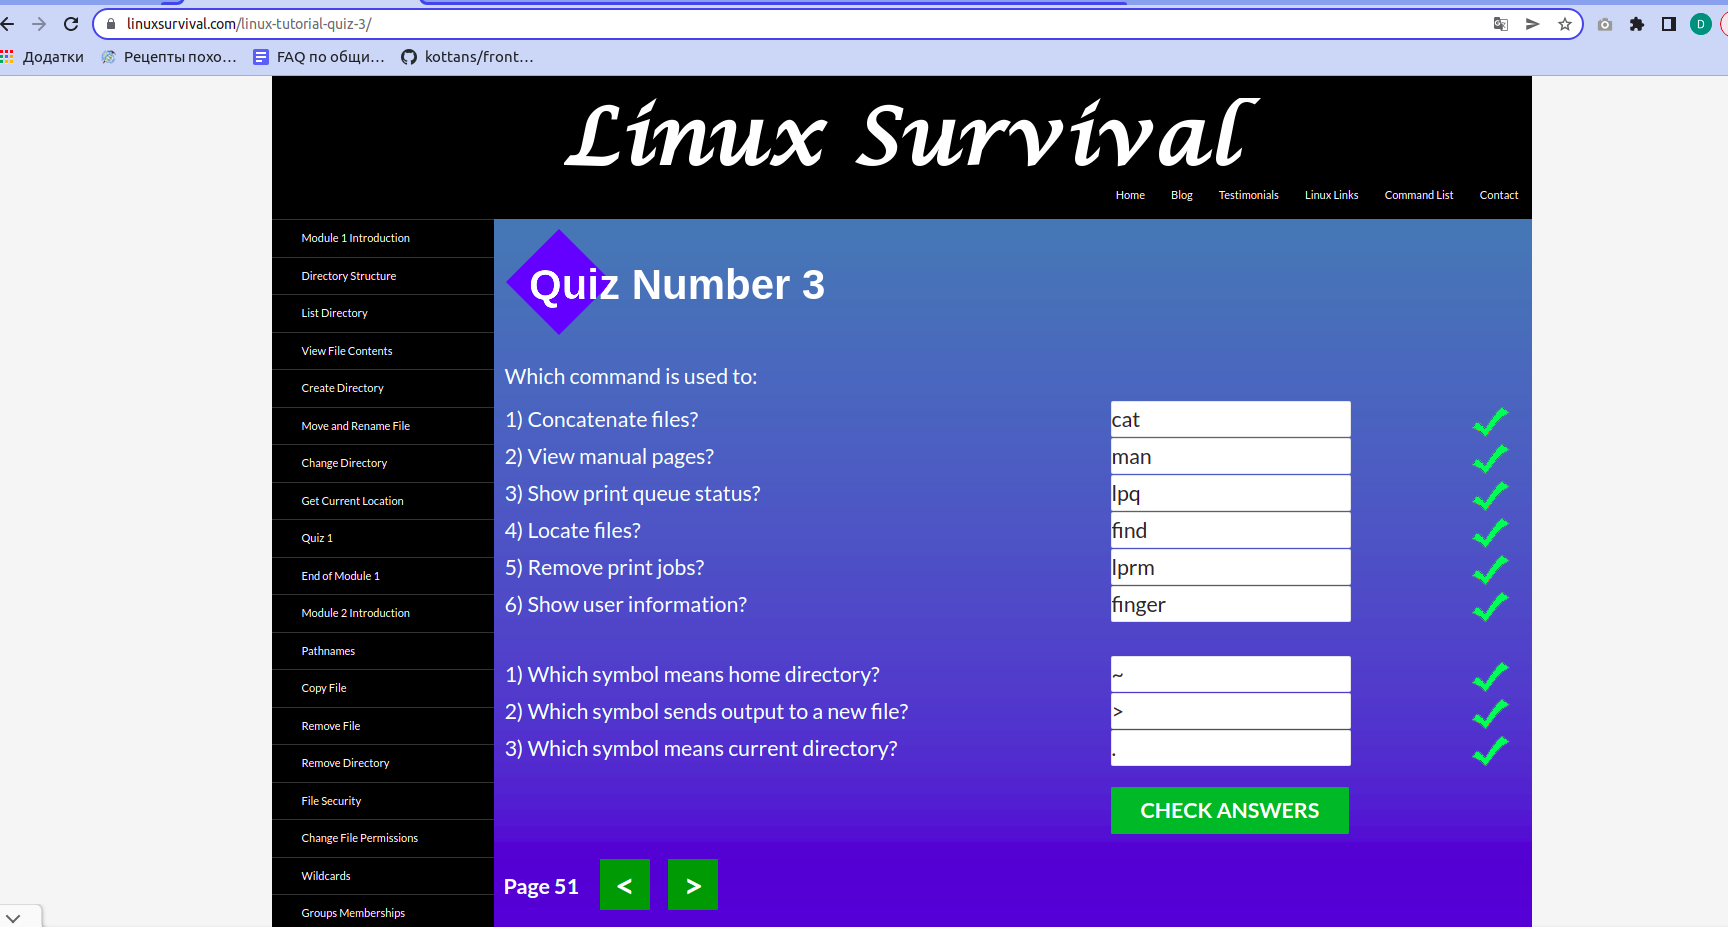 linuxsurvival.com/linux-tutorial-quiz-3/
D
Додатки
Рецепты похо...
FAQ по общи...
kottans/front...
Linux Survival
Home Blog Testimonials Linux Links Command List Contact
Module 1 Introduction
Directory Structure
List Directory
View File Contents
Create Directory
Move and Rename File
Change Directory
Get Current Location
Quiz 1
End of Module 1
Module 2 Introduction
Pathnames
Copy File
Remove File
Remove Directory
File Security
Change File Permissions
Wildcards
Groups Memberships
Quiz Number 3
Which command is used to:
1) Concatenate files? cat
2) View manual pages? man
3) Show print queue status? lpq
4) Locate files? find
5) Remove print jobs? lprm
6) Show user information? finger
1) Which symbol means home directory? ~
2) Which symbol sends output to a new file? >
3) Which symbol means current directory? .
CHECK ANSWERS
Page 51 < >